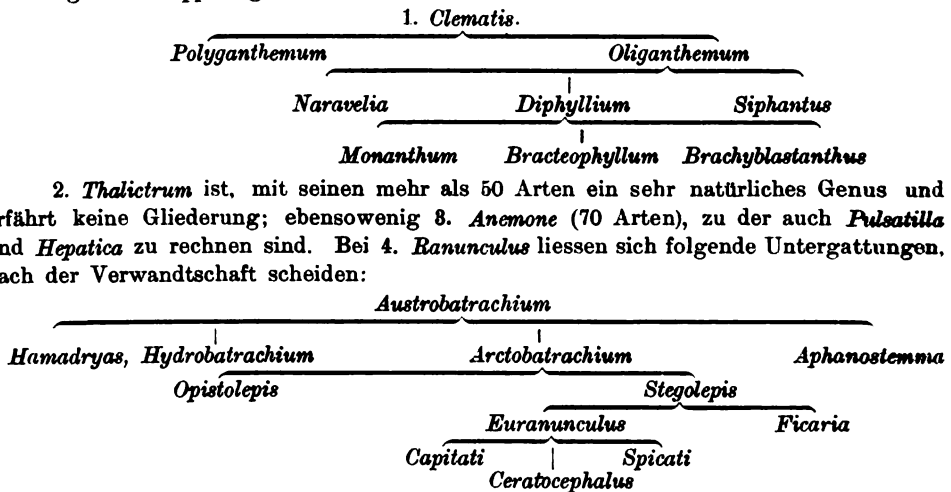 1. Clematis.
Polyganthemum Oliganthemum
Naravelia Diphyllium Siphantus
Monanthum Bracteophyllum Brachyblastanthus
2. Thalictrum ist, mit seinen mehr als 50 Arten ein sehr natürliches Genus und
rfährt keine Gliederung; ebensowenig 3. Anemone (70 Arten), zu der auch Pulsatilla
nd Hepatica zu rechnen sind. Bei 4. Ranunculus liessen sich folgende Untergattungen,
ach der Verwandtschaft scheiden:
Austrobatrachium
Hamadryas, Hydrobatrachium Arctobatrachium Aphanostemma
Opistolepis Stegolepis
Euranunculus Ficaria
Capitati Spicati
Ceratocephalus